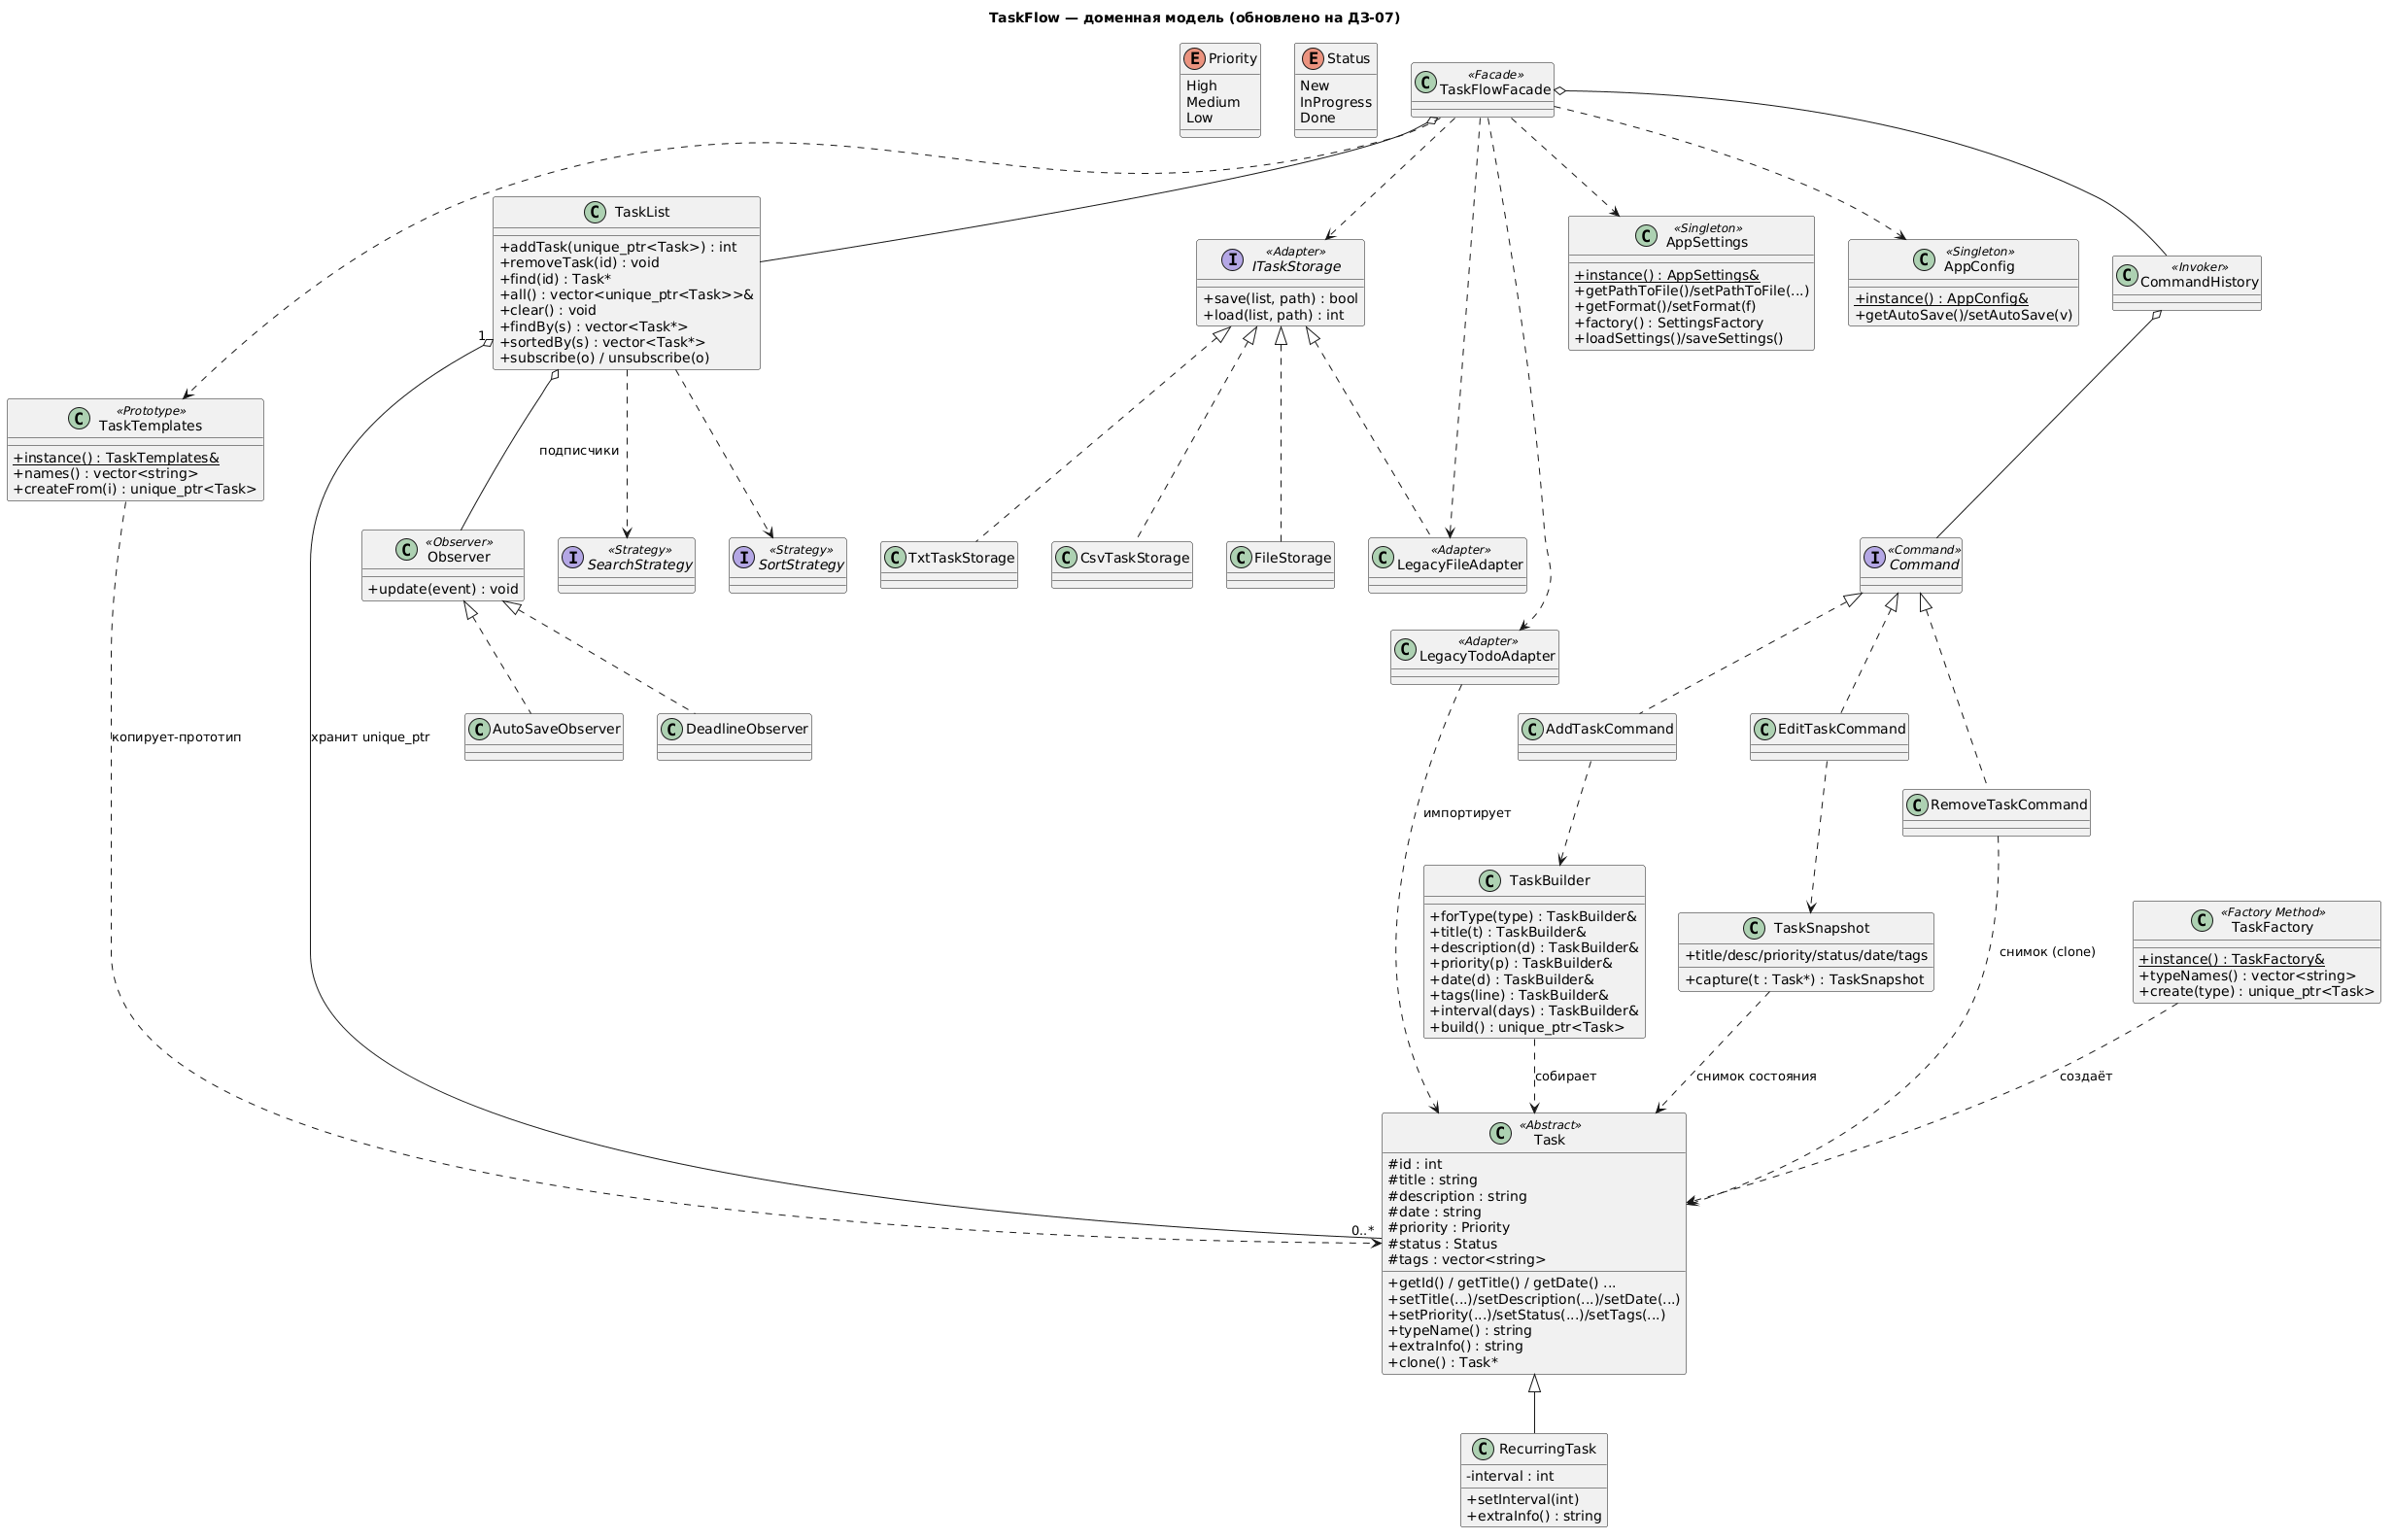 TaskFlow — доменная модель (обновлено на ДЗ-07)
E Priority
High
Medium
Low
E Status
New
InProgress
Done
«Facade»
C TaskFlowFacade
C TaskList
+addTask(unique_ptr<Task>) : int
+removeTask(id) : void
+find(id) : Task*
+all() : vector<unique_ptr<Task>>&
+clear() : void
+findBy(s) : vector<Task*>
+sortedBy(s) : vector<Task*>
+subscribe(o) / unsubscribe(o)
«Adapter»
I ITaskStorage
+save(list, path) : bool
+load(list, path) : int
«Singleton»
C AppSettings
+instance() : AppSettings&
+getPathToFile()/setPathToFile(...)
+getFormat()/setFormat(f)
+factory() : SettingsFactory
+loadSettings()/saveSettings()
«Singleton»
C AppConfig
+instance() : AppConfig&
+getAutoSave()/setAutoSave(v)
«Invoker»
C CommandHistory
1
«Prototype»
C TaskTemplates
+instance() : TaskTemplates&
+names() : vector<string>
+createFrom(i) : unique_ptr<Task>
подписчики
«Observer»
C Observer
+update(event) : void
«Strategy»
I SearchStrategy
«Strategy»
I SortStrategy
C TxtTaskStorage
C CsvTaskStorage
C FileStorage
«Adapter»
C LegacyFileAdapter
«Command»
I Command
«Adapter»
C LegacyTodoAdapter
копирует-прототип
хранит unique_ptr
C AutoSaveObserver
C DeadlineObserver
C AddTaskCommand
C EditTaskCommand
C RemoveTaskCommand
импортирует
C TaskBuilder
+forType(type) : TaskBuilder&
+title(t) : TaskBuilder&
+description(d) : TaskBuilder&
+priority(p) : TaskBuilder&
+date(d) : TaskBuilder&
+tags(line) : TaskBuilder&
+interval(days) : TaskBuilder&
+build() : unique_ptr<Task>
C TaskSnapshot
+title/desc/priority/status/date/tags
+capture(t : Task*) : TaskSnapshot
снимок (clone)
«Factory Method»
C TaskFactory
+instance() : TaskFactory&
+typeNames() : vector<string>
+create(type) : unique_ptr<Task>
собирает
снимок состояния
создаёт
0..*
«Abstract»
C Task
#id : int
#title : string
#description : string
#date : string
#priority : Priority
#status : Status
#tags : vector<string>
+getId() / getTitle() / getDate() ...
+setTitle(...)/setDescription(...)/setDate(...)
+setPriority(...)/setStatus(...)/setTags(...)
+typeName() : string
+extraInfo() : string
+clone() : Task*
C RecurringTask
-interval : int
+setInterval(int)
+extraInfo() : string